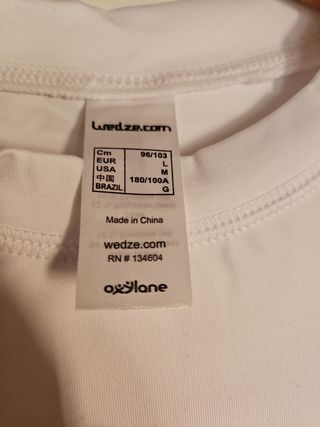 wedze.com
Cm 96/103
EUR L
USA M
中国 180/100A
BRAZIL G
Made in China
wedze.com
RN # 134604
oxylane